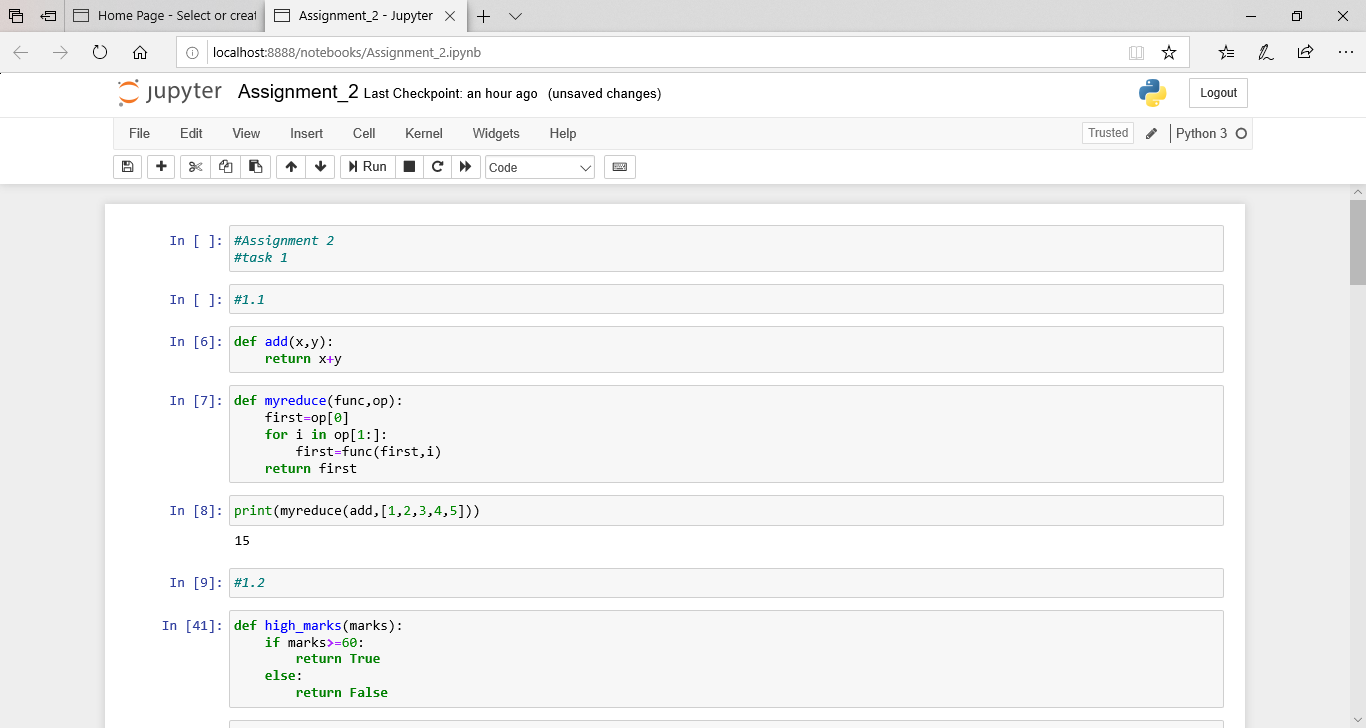 Home Page - Select or creat
Assignment_2 - Jupyter
localhost:8888/notebooks/Assignment_2.ipynb
jupyter Assignment_2 Last Checkpoint: an hour ago (unsaved changes)
Logout
File Edit View Insert Cell Kernel Widgets Help
Trusted Python 3
Run Code
In [ ]: #Assignment 2
#task 1
In [ ]: #1.1
In [6]: def add(x,y):
    return x+y
In [7]: def myreduce(func,op):
    first=op[0]
    for i in op[1:]:
        first=func(first,i)
    return first
In [8]: print(myreduce(add,[1,2,3,4,5]))
15
In [9]: #1.2
In [41]: def high_marks(marks):
    if marks>=60:
        return True
    else:
        return False